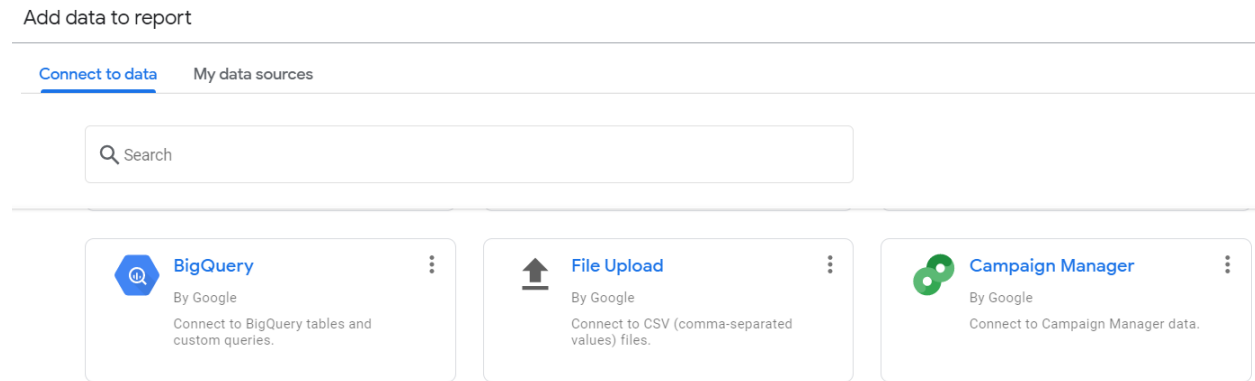 Add data to report
Connect to data
My data sources
Search
BigQuery
By Google
Connect to BigQuery tables and
custom queries.
File Upload
By Google
Connect to CSV (comma-separated
values) files.
Campaign Manager
By Google
Connect to Campaign Manager data.